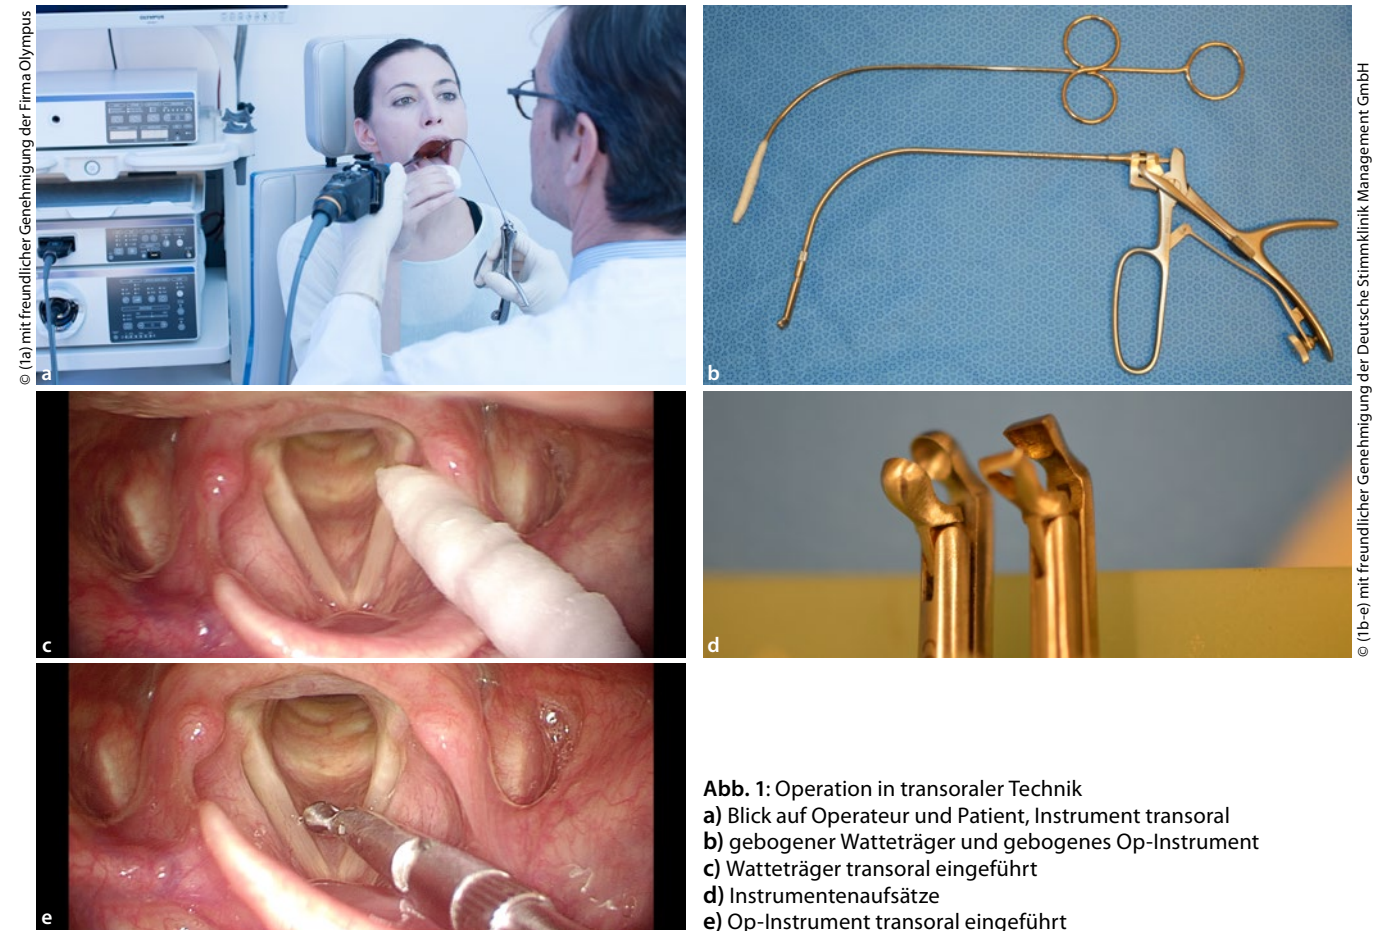 © (1a) mit freundlicher Genehmigung der Firma Olympus
OLYMPUS
a
b
© (1b-e) mit freundlicher Genehmigung der Deutsche Stimmklinik Management GmbH
c
d
e
Abb. 1: Operation in transoraler Technik
a) Blick auf Operateur und Patient, Instrument transoral
b) gebogener Watteträger und gebogenes Op-Instrument
c) Watteträger transoral eingeführt
d) Instrumentenaufsätze
e) Op-Instrument transoral eingeführt